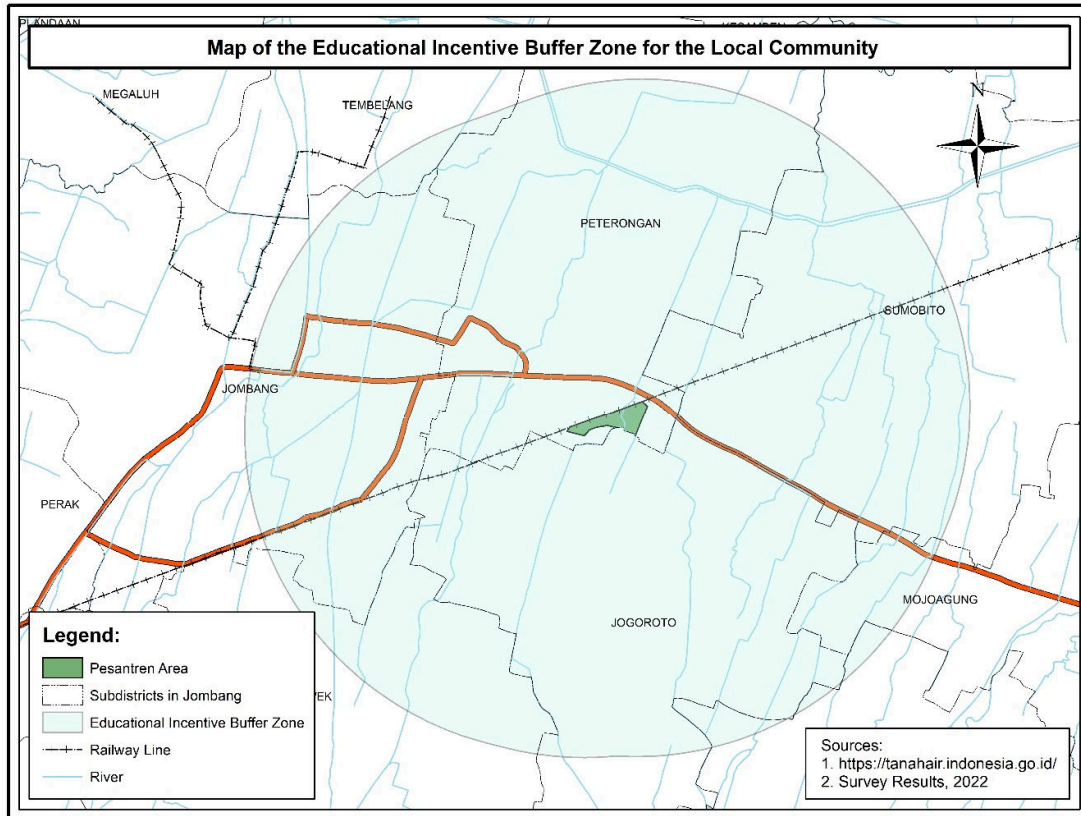 PLANDAAN
Map of the Educational Incentive Buffer Zone for the Local Community
MEGALUH
TEMBELANG
N
PETERONGAN
SUMOBITO
JOMBANG
PERAK
MOJOAGUNG
JOGOROTO
Legend:
Pesantren Area
Subdistricts in Jombang
Educational Incentive Buffer Zone
Railway Line
River
Sources:
1. https://tanahair.indonesia.go.id/
2. Survey Results, 2022